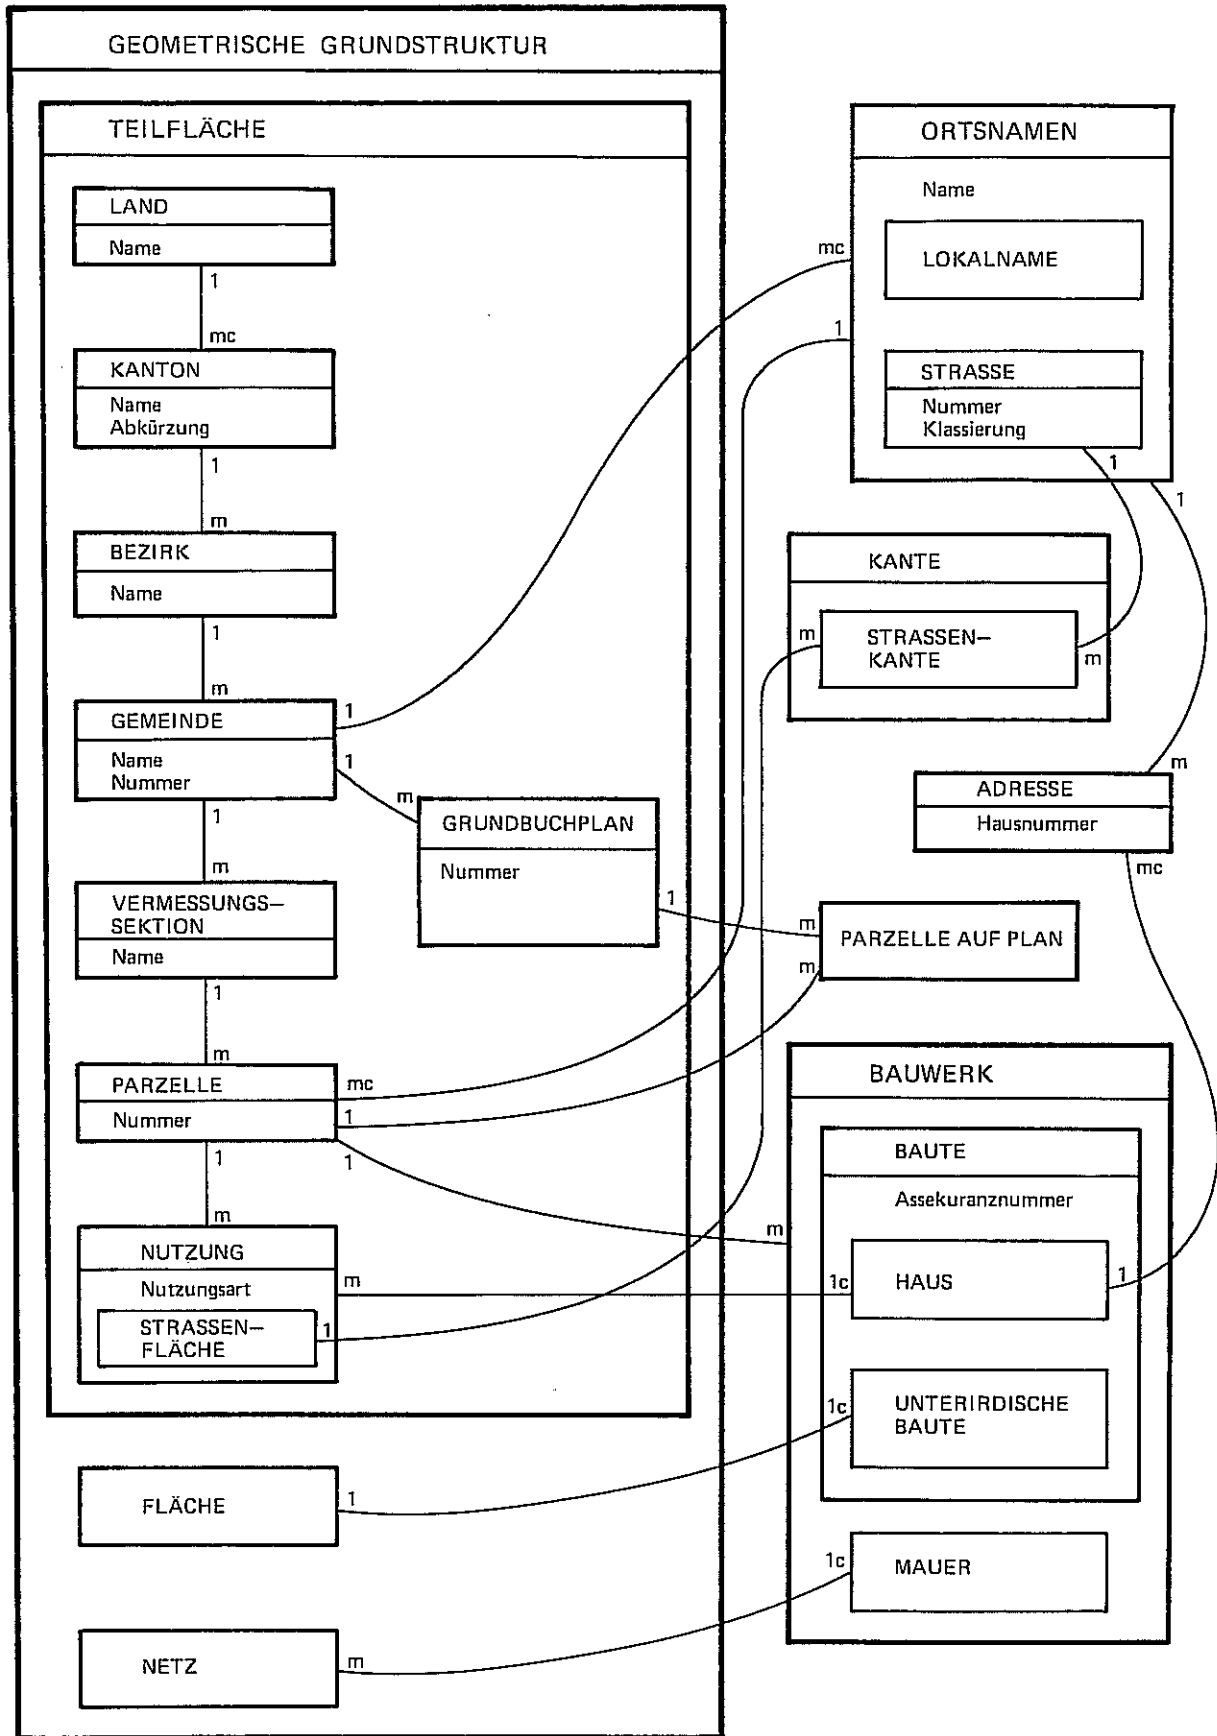 GEOMETRISCHE GRUNDSTRUKTUR
TEILFLÄCHE
LAND
Name
1
mc
KANTON
Name
Abkürzung
1
m
BEZIRK
Name
1
m
GEMEINDE
1
Name
Nummer
1
1
m
GRUNDBUCHPLAN
Nummer
1
m
VERMESSUNGS–
SEKTION
Name
1
m
PARZELLE
mc
Nummer
1
1
1
m
NUTZUNG
Nutzungsart
m
STRASSEN–
FLÄCHE
1
FLÄCHE
1
NETZ
m
ORTSNAMEN
Name
mc
LOKALNAME
1
STRASSE
Nummer
Klassierung
1
1
KANTE
m
STRASSEN–
KANTE
m
m
ADRESSE
Hausnummer
mc
m
PARZELLE AUF PLAN
m
BAUWERK
BAUTE
Assekuranznummer
m
1c
HAUS
1
1c
UNTERIRDISCHE
BAUTE
1c
MAUER